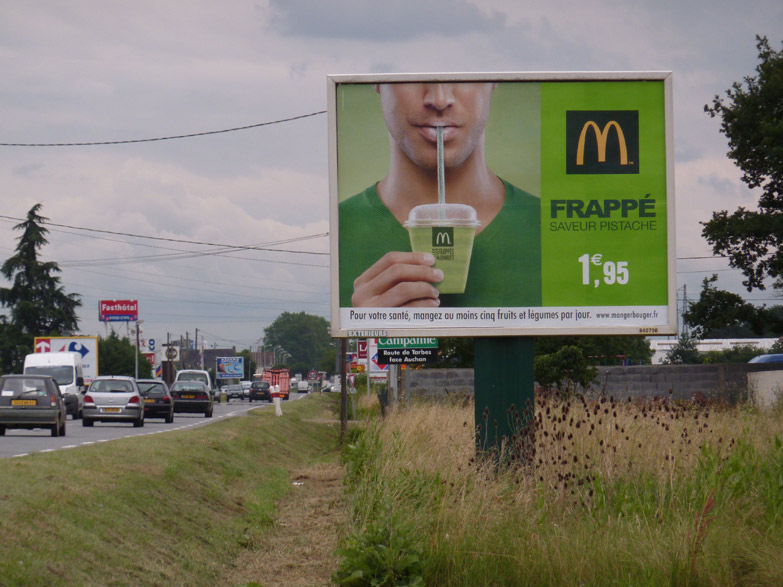 M
FRAPPÉ
SAVEUR PISTACHE
1€,95
M
Pour votre santé, mangez au moins cinq fruits et légumes par jour. www.mangerbouger.fr
EXTERIEURS
Campanile
Route de Tarbes
Face Auchan
Fasthôtel